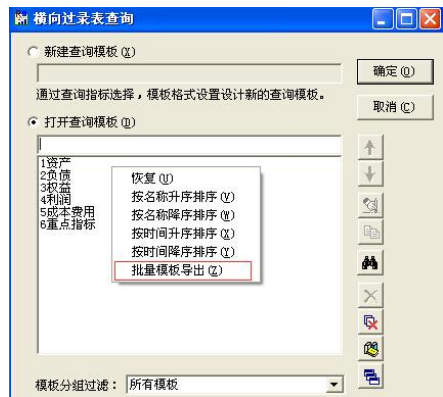 横向过录表查询
新建查询模板(X)
确定(O)
通过查询指标选择，模板格式设置设计新的查询模板。
取消(C)
打开查询模板(D)
1资产
2负债
3权益
4利润
5成本费用
6重点指标
恢复(U)
按名称升序排序(V)
按名称降序排序(W)
按时间升序排序(X)
按时间降序排序(Y)
批量模板导出(Z)
模板分组过滤：
所有模板